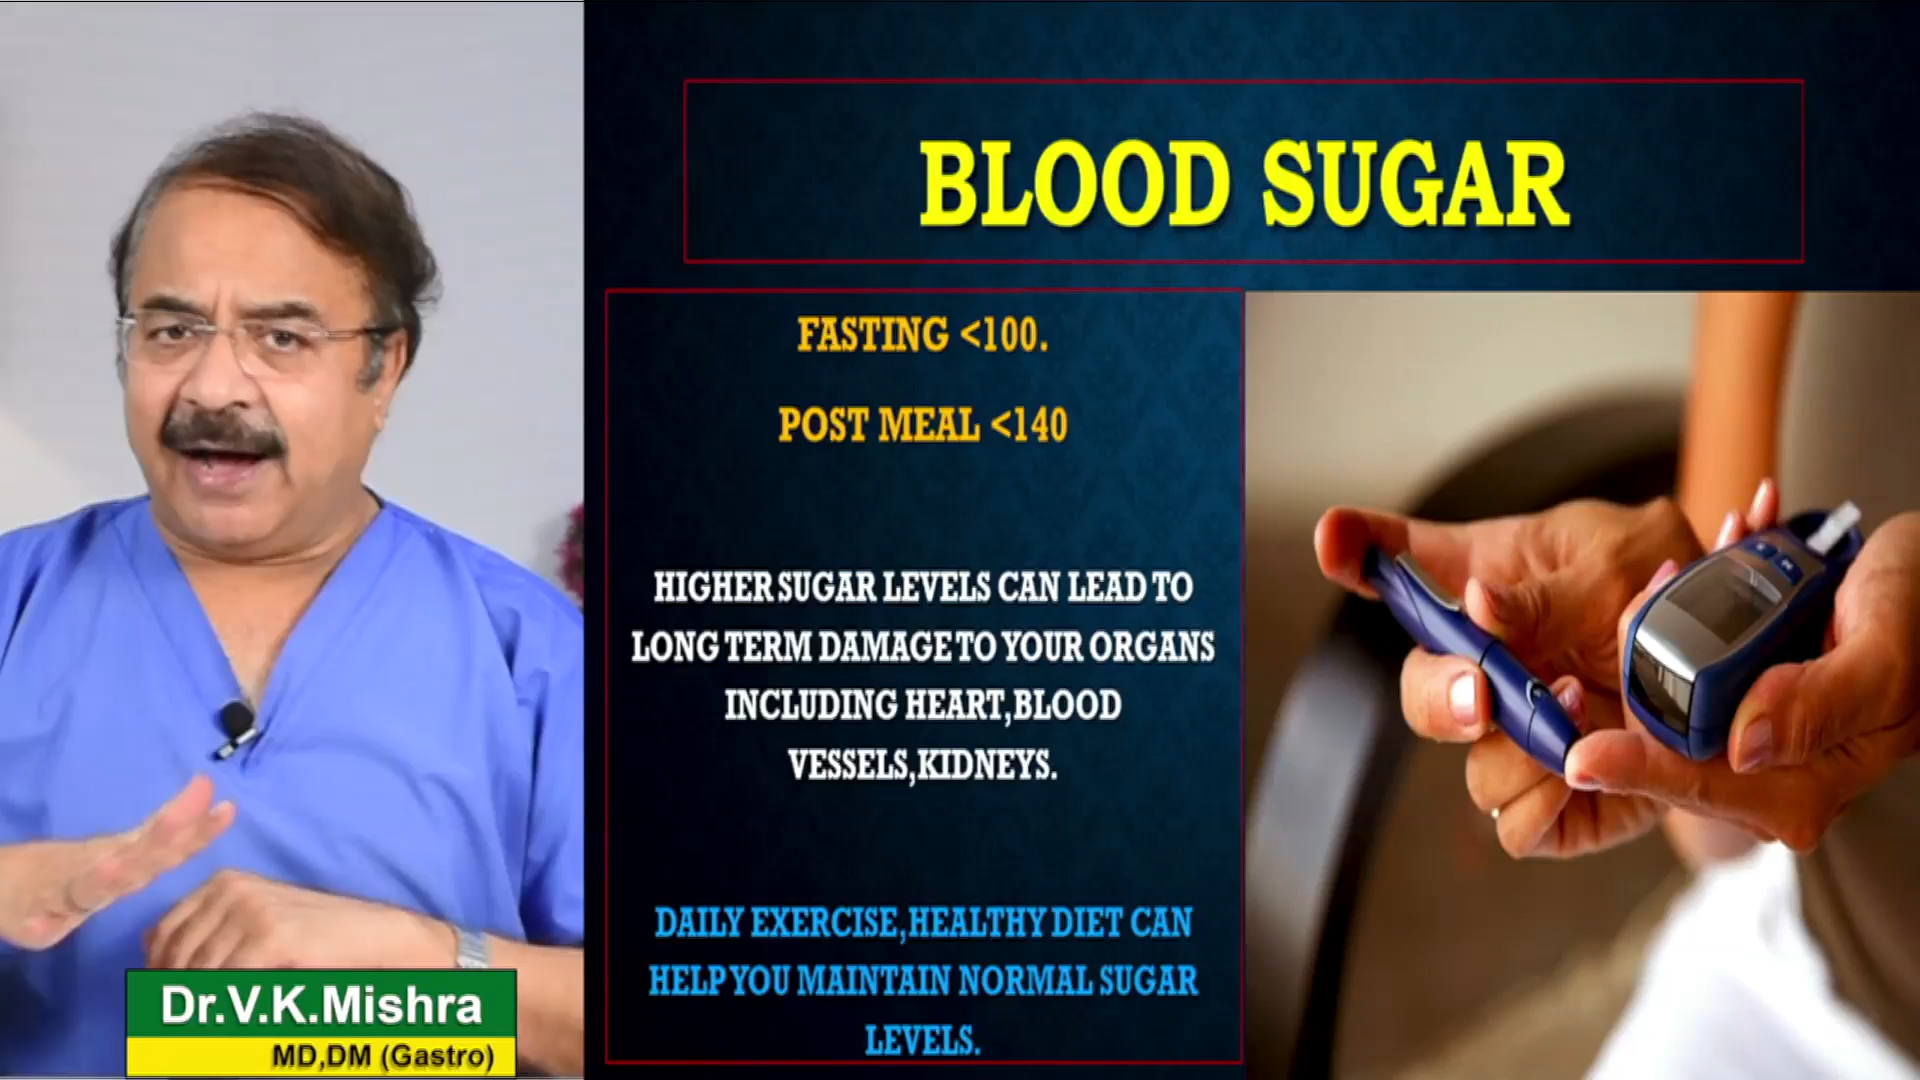 BLOOD SUGAR
FASTING <100.
POST MEAL <140
HIGHER SUGAR LEVELS CAN LEAD TO
LONG TERM DAMAGE TO YOUR ORGANS
INCLUDING HEART,BLOOD
VESSELS,KIDNEYS.
DAILY EXERCISE,HEALTHY DIET CAN
HELP YOU MAINTAIN NORMAL SUGAR
LEVELS.
Dr.V.K.Mishra
MD,DM (Gastro)